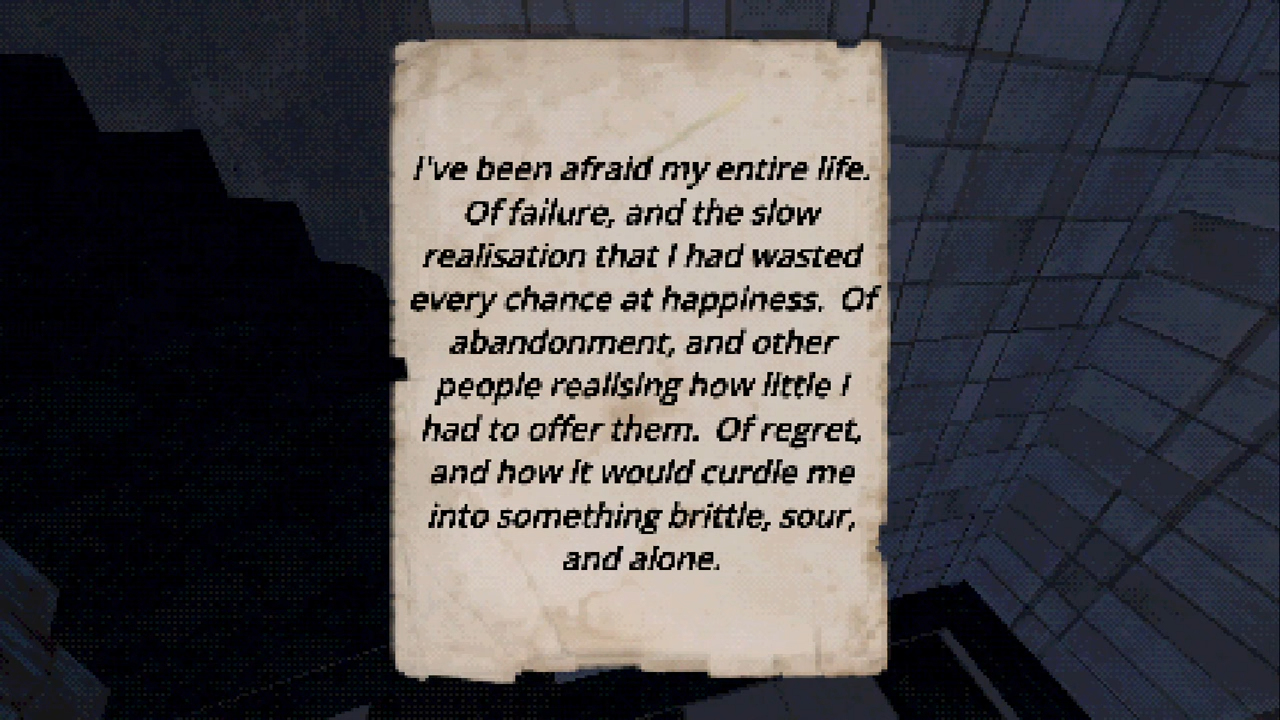 I've been afraid my entire life.
Of failure, and the slow
realisation that I had wasted
every chance at happiness.  Of
abandonment, and other
people realising how little I
had to offer them.  Of regret,
and how it would curdle me
into something brittle, sour,
and alone.